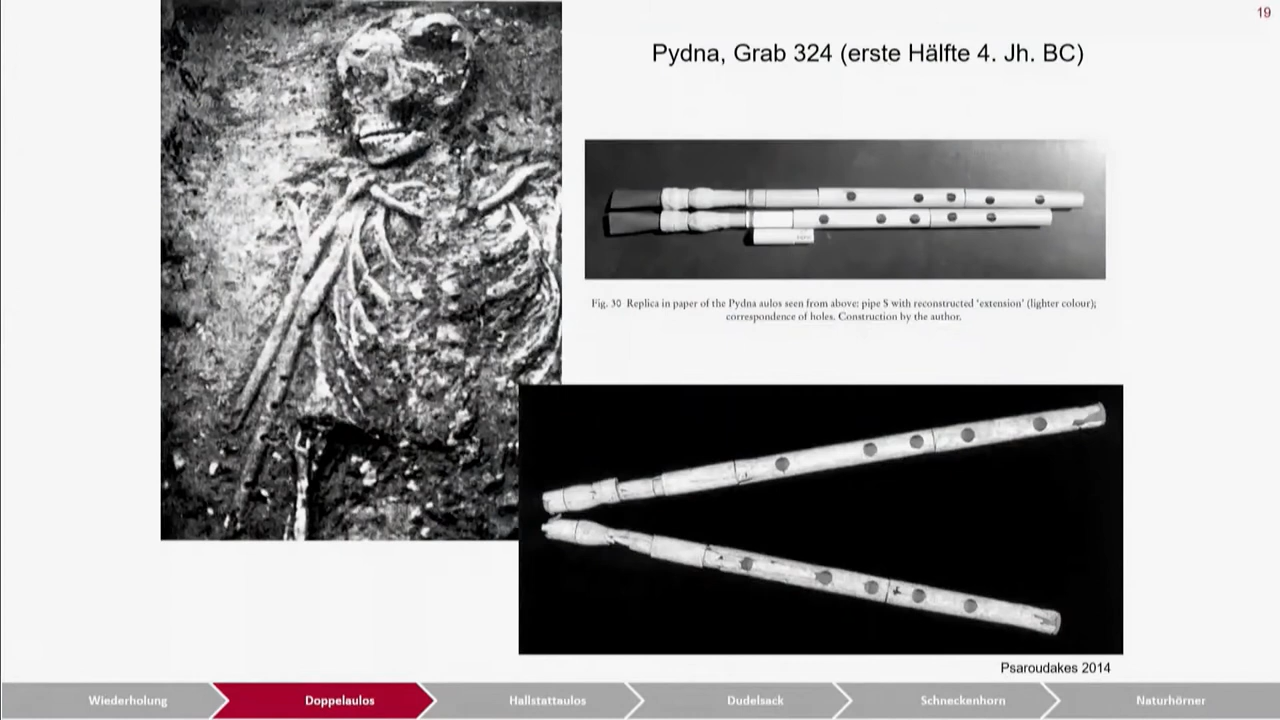 19
Pydna, Grab 324 (erste Hälfte 4. Jh. BC)
Fig. 30 Replica in paper of the Pydna aulos seen from above: pipe S with reconstructed 'extension' (lighter colour);
correspondence of holes. Construction by the author.
Psaroudakes 2014
Wiederholung
Doppelaulos
Hallstattaulos
Dudelsack
Schneckenhorn
Naturhörner